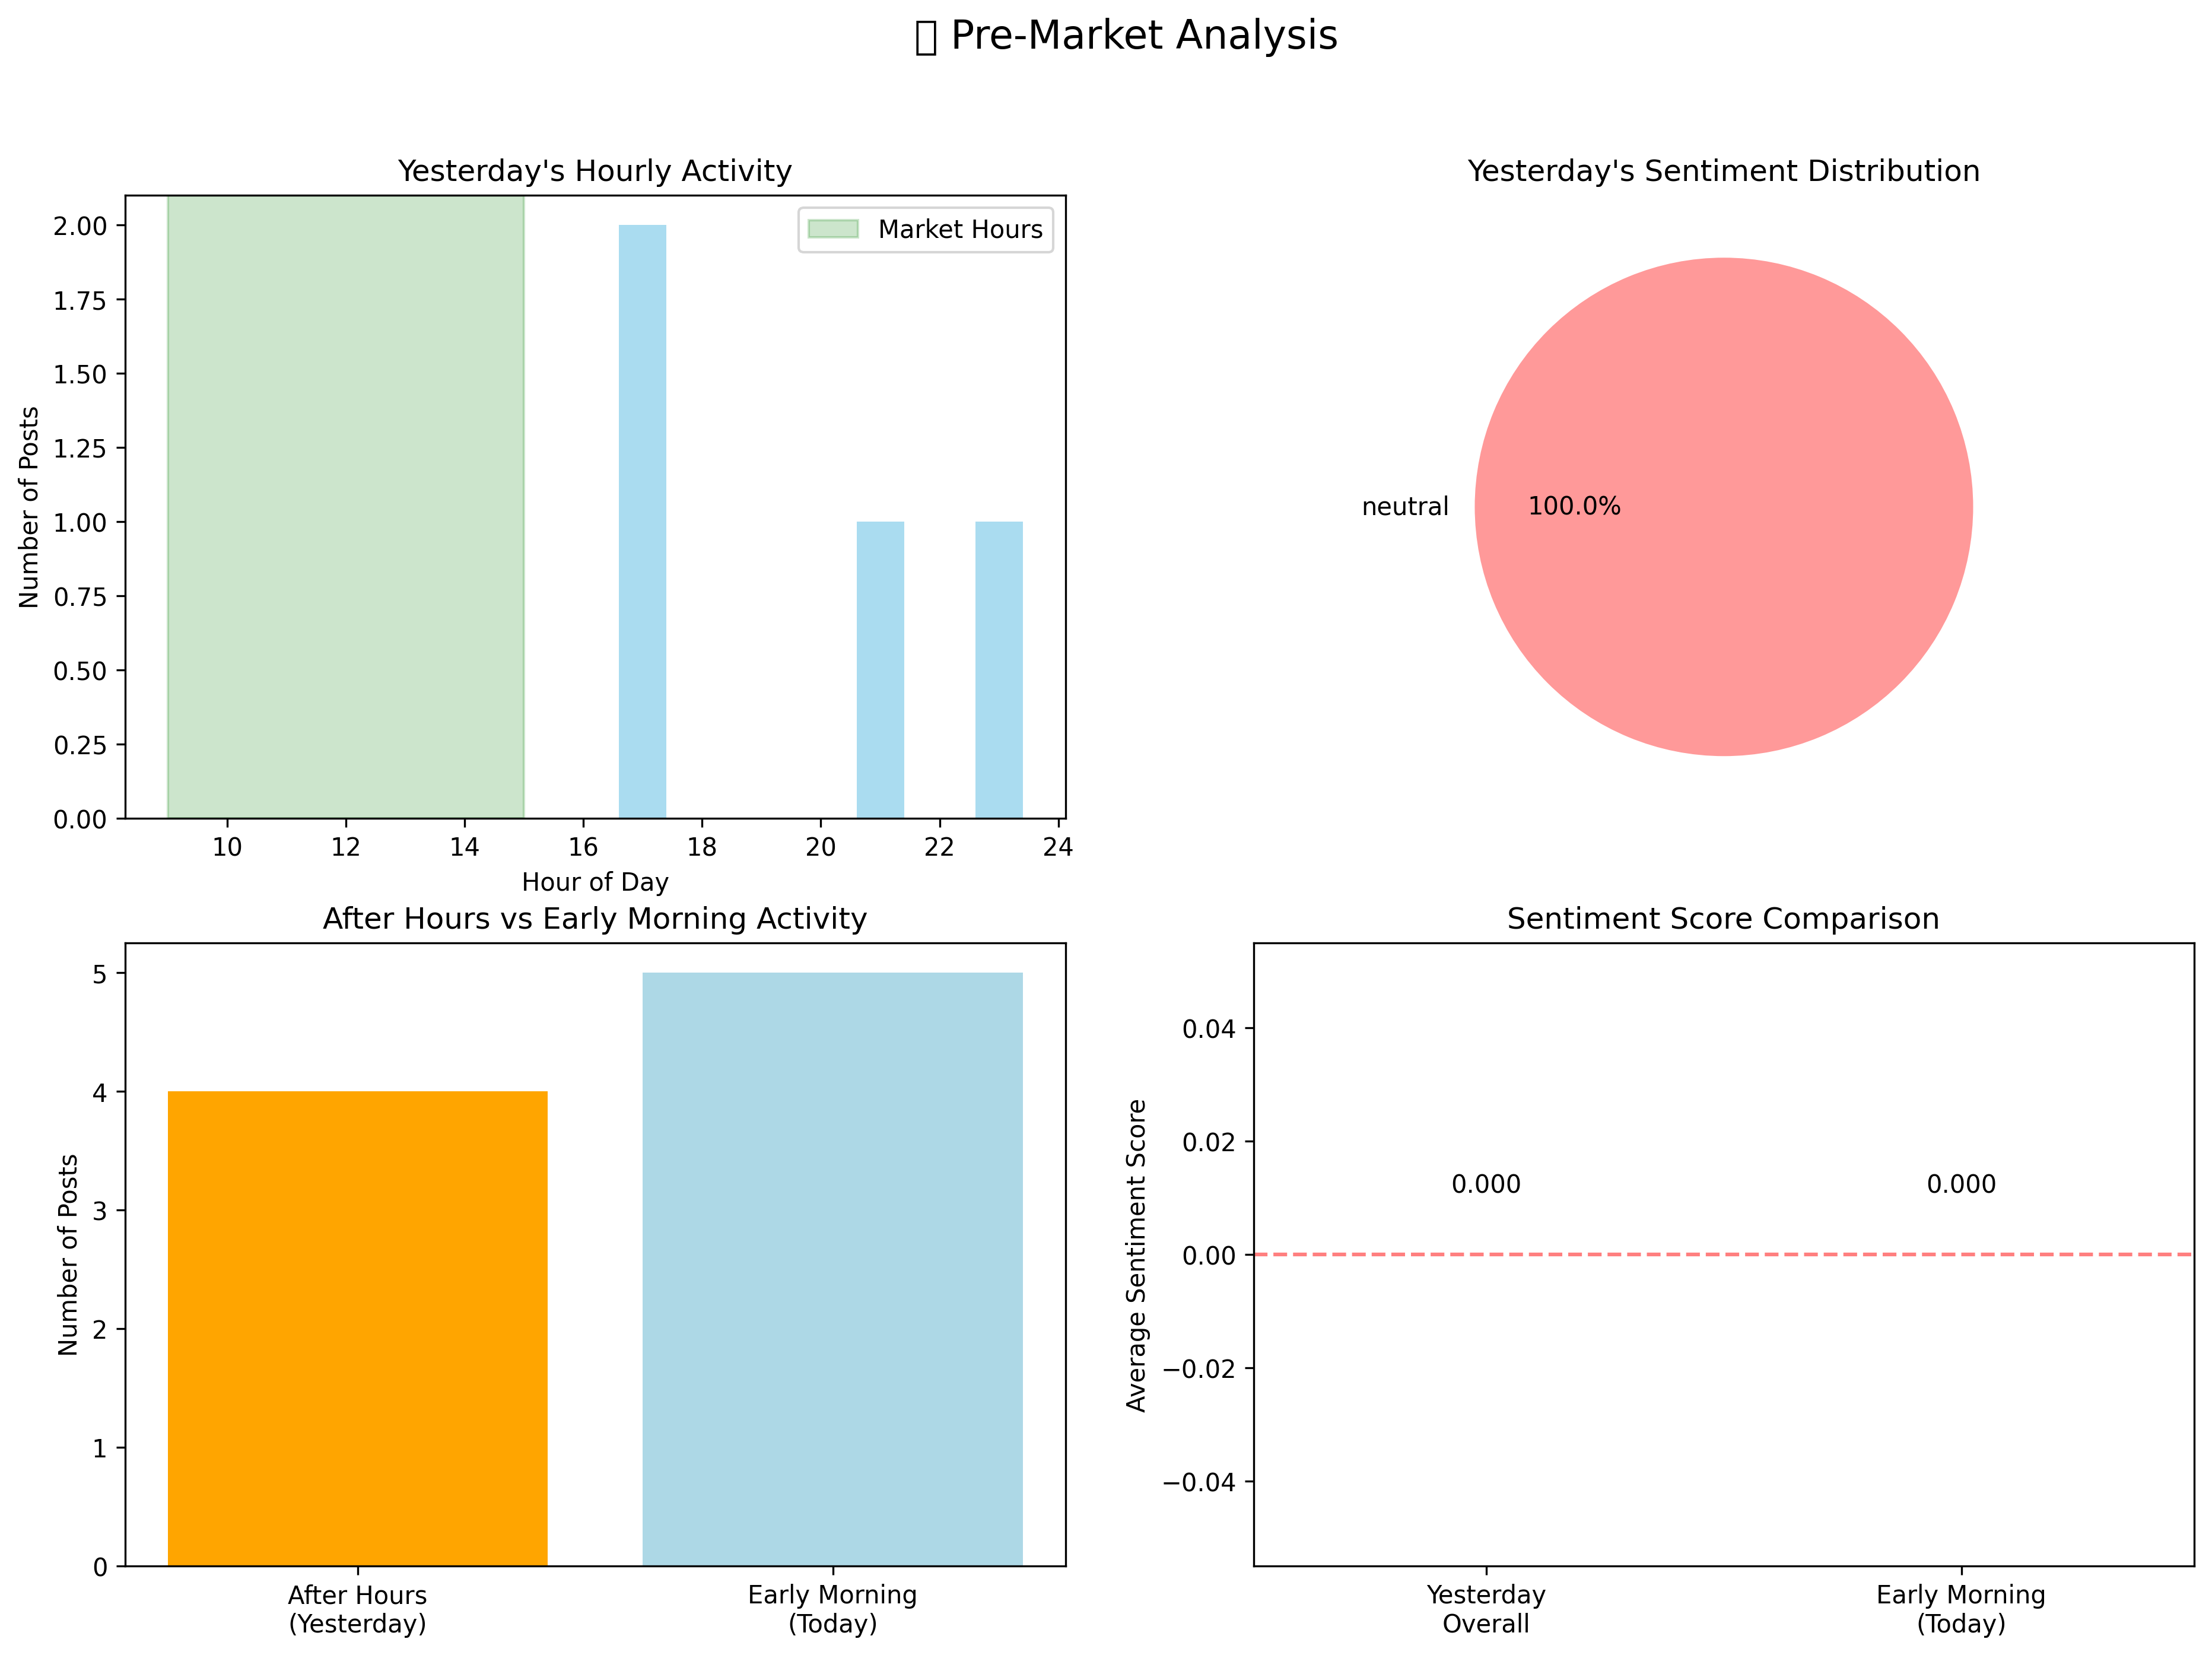 Pre-Market Analysis
Yesterday's Hourly Activity
Market Hours
Number of Posts
2.00
1.75
1.50
1.25
1.00
0.75
0.50
0.25
0.00
10 12 14 16 18 20 22 24
Hour of Day
Yesterday's Sentiment Distribution
neutral 100.0%
After Hours vs Early Morning Activity
Number of Posts
5
4
3
2
1
0
After Hours Early Morning
(Yesterday) (Today)
Sentiment Score Comparison
Average Sentiment Score
0.04
0.02
0.000 0.000
0.00
−0.02
−0.04
Yesterday Early Morning
Overall (Today)